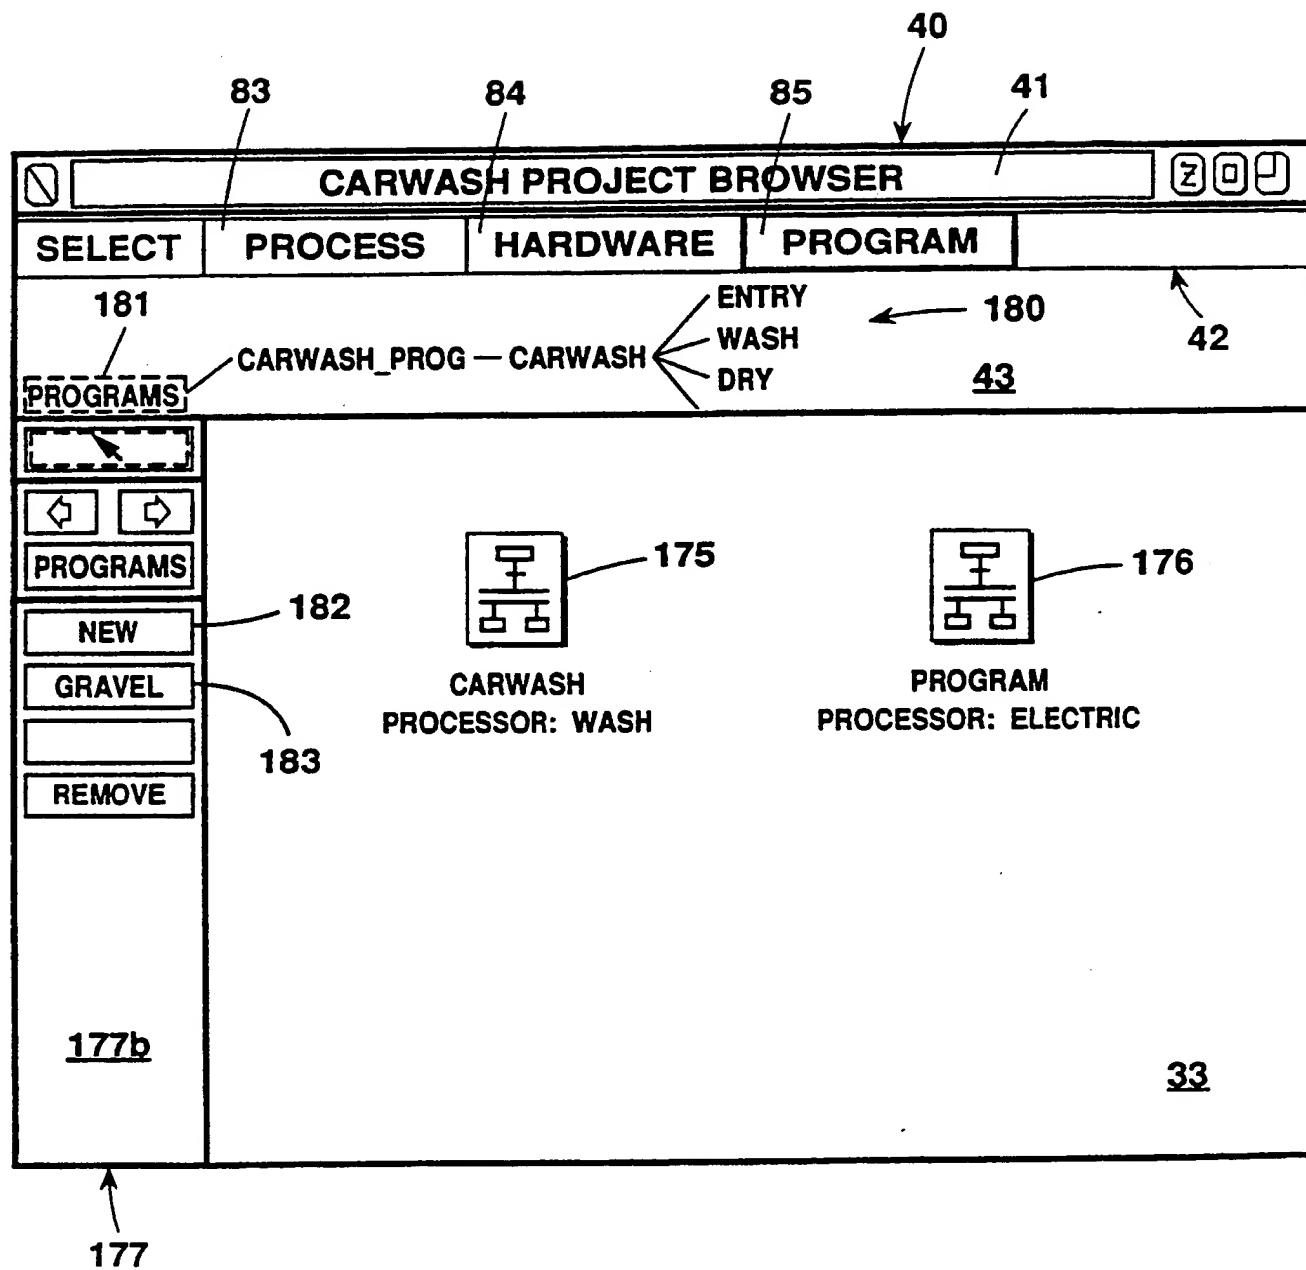 40
83
84
85
41
CARWASH PROJECT BROWSER
Z
SELECT
PROCESS
HARDWARE
PROGRAM
181
ENTRY
180
42
WASH
CARWASH_PROG — CARWASH
DRY
43
PROGRAMS
PROGRAMS
175
176
182
NEW
GRAVEL
CARWASH
PROCESSOR: WASH
PROGRAM
PROCESSOR: ELECTRIC
183
REMOVE
177b
33
177